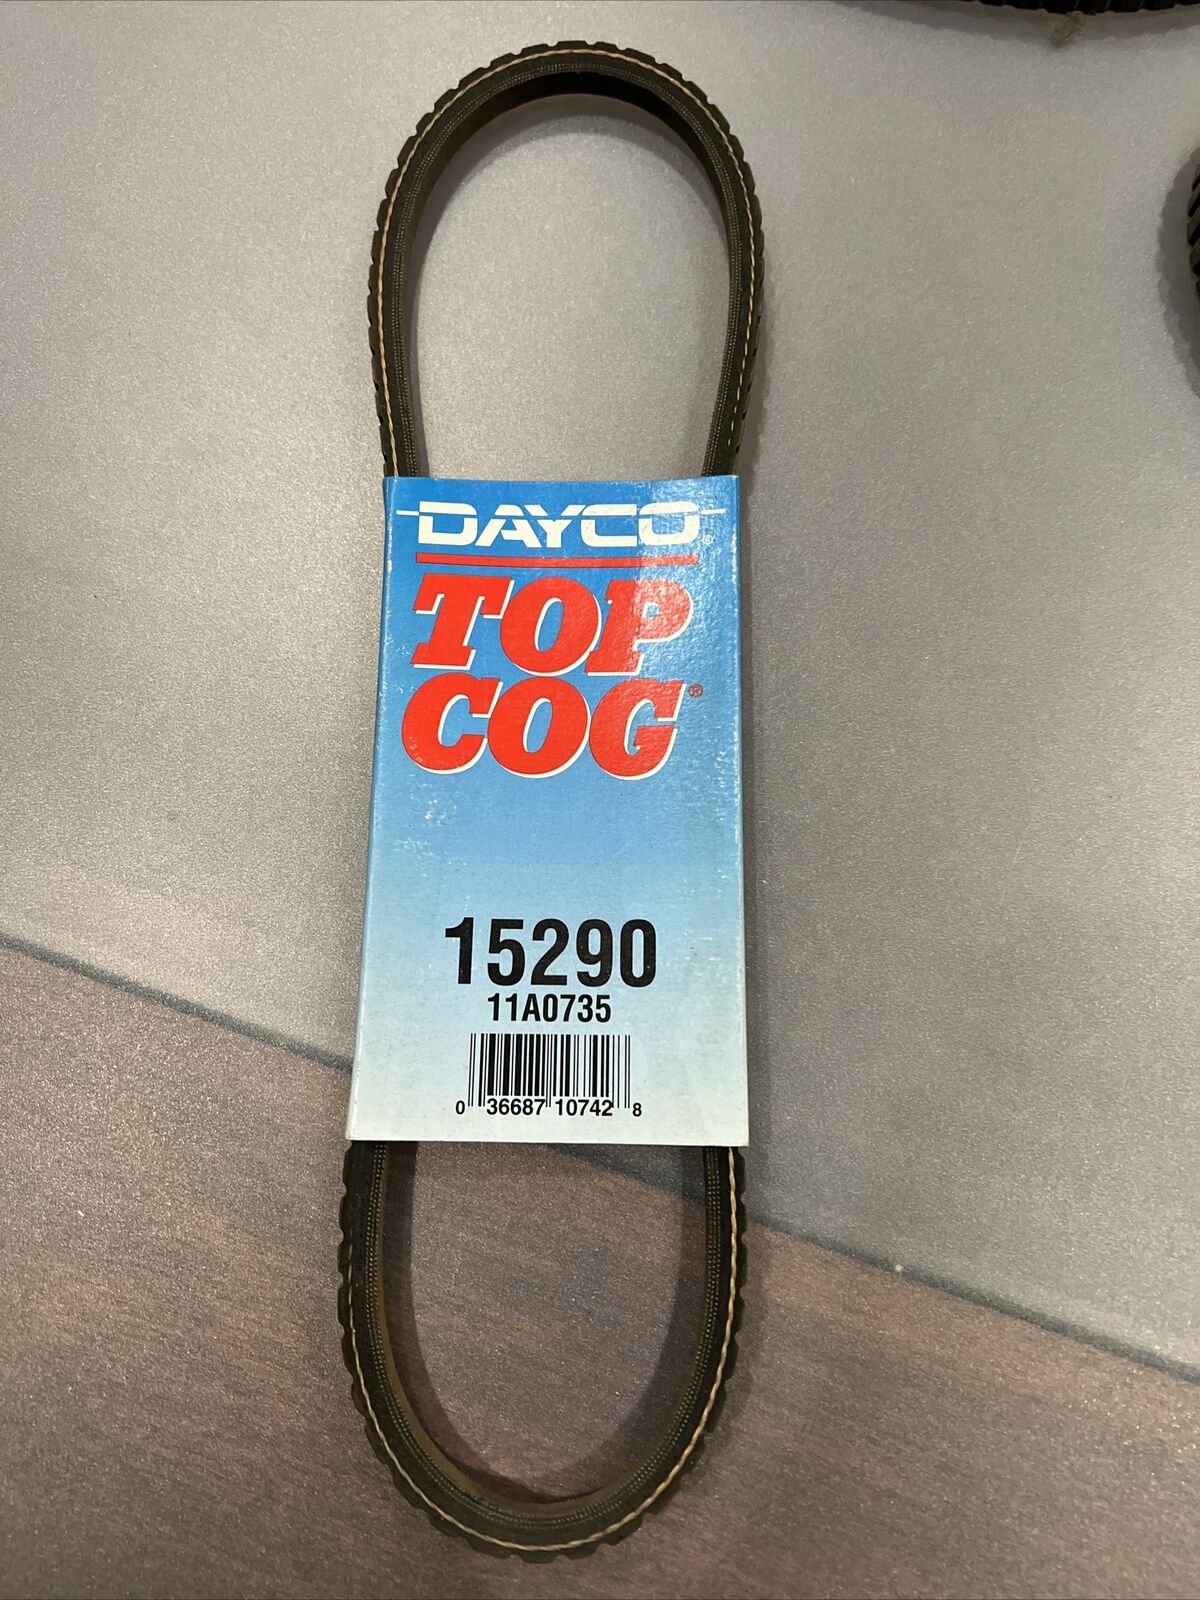 DAYCO®
TOP
COG®
15290
11A0735
0 36687 10742 8